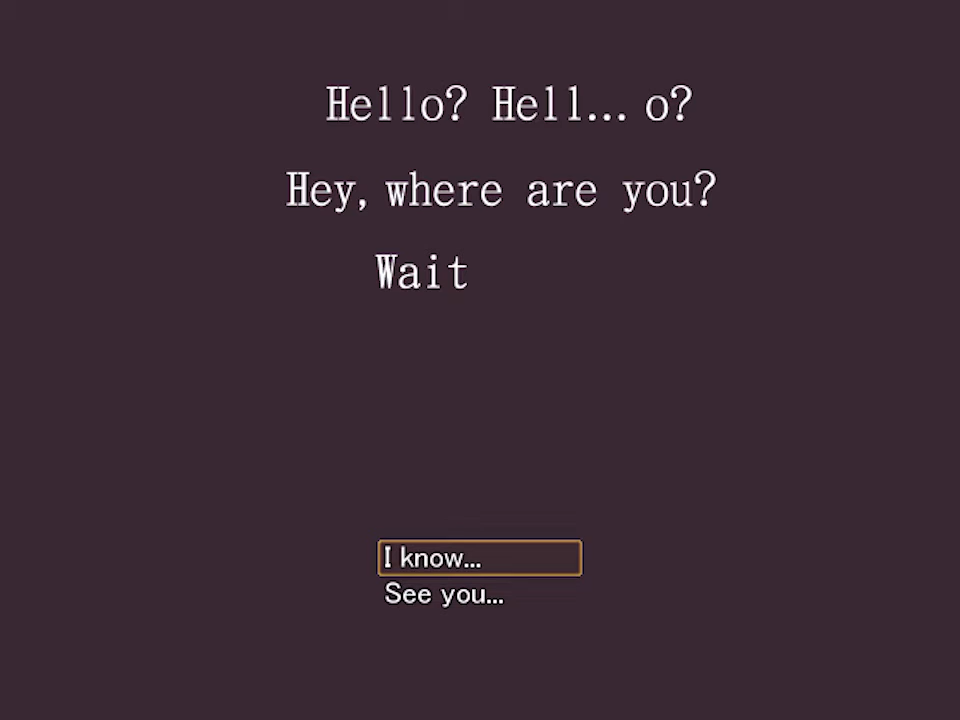 Hello? Hell... o?
Hey, where are you?
Wait
I know...
See you...